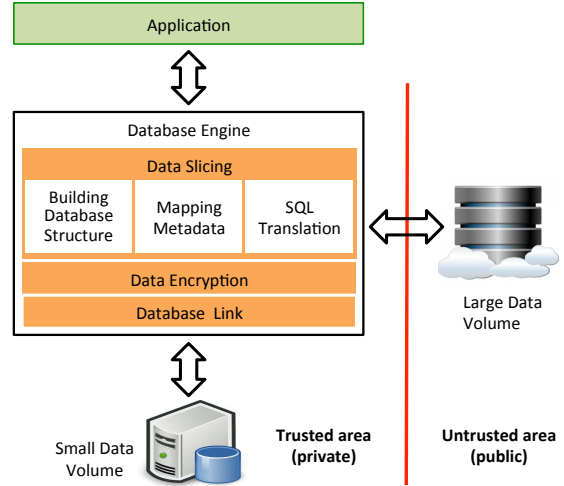 Application
Database Engine
Data Slicing
Building
Database
Structure
Mapping
Metadata
SQL
Translation
Data Encryption
Database Link
Large Data
Volume
Small Data
Volume
Trusted area
(private)
Untrusted area
(public)